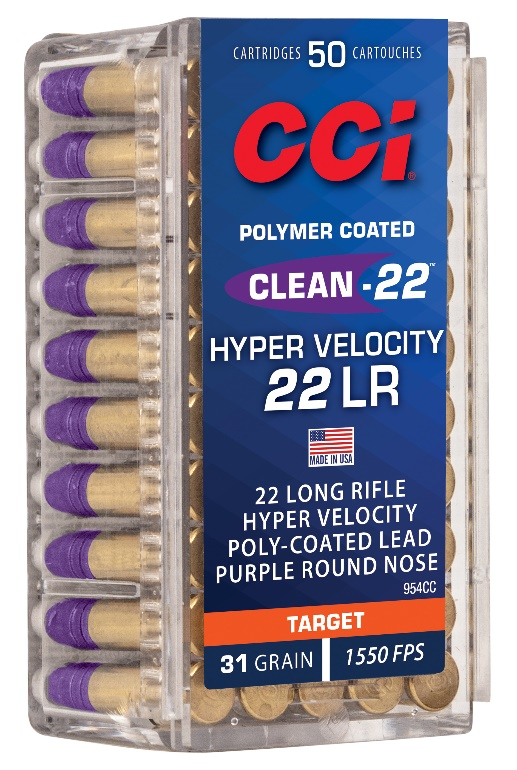 CARTRIDGES 50 CARTOUCHES
CCI®
POLYMER COATED
CLEAN-22™
HYPER VELOCITY
22 LR
MADE IN USA
22 LONG RIFLE
HYPER VELOCITY
POLY-COATED LEAD
PURPLE ROUND NOSE
954CC
TARGET
31 GRAIN 1550 FPS